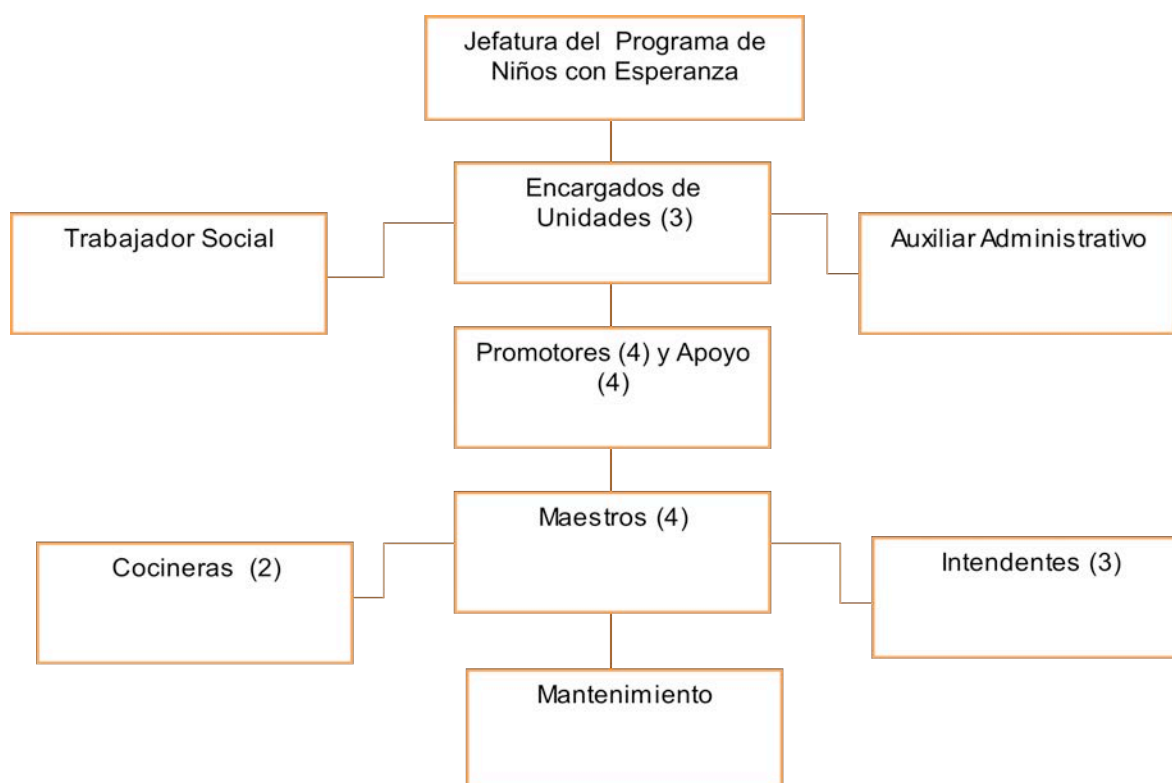 Jefatura del Programa de
Niños con Esperanza
Encargados de
Unidades (3)
Trabajador Social
Auxiliar Administrativo
Promotores (4) y Apoyo
(4)
Maestros (4)
Cocineras (2)
Intendentes (3)
Mantenimiento